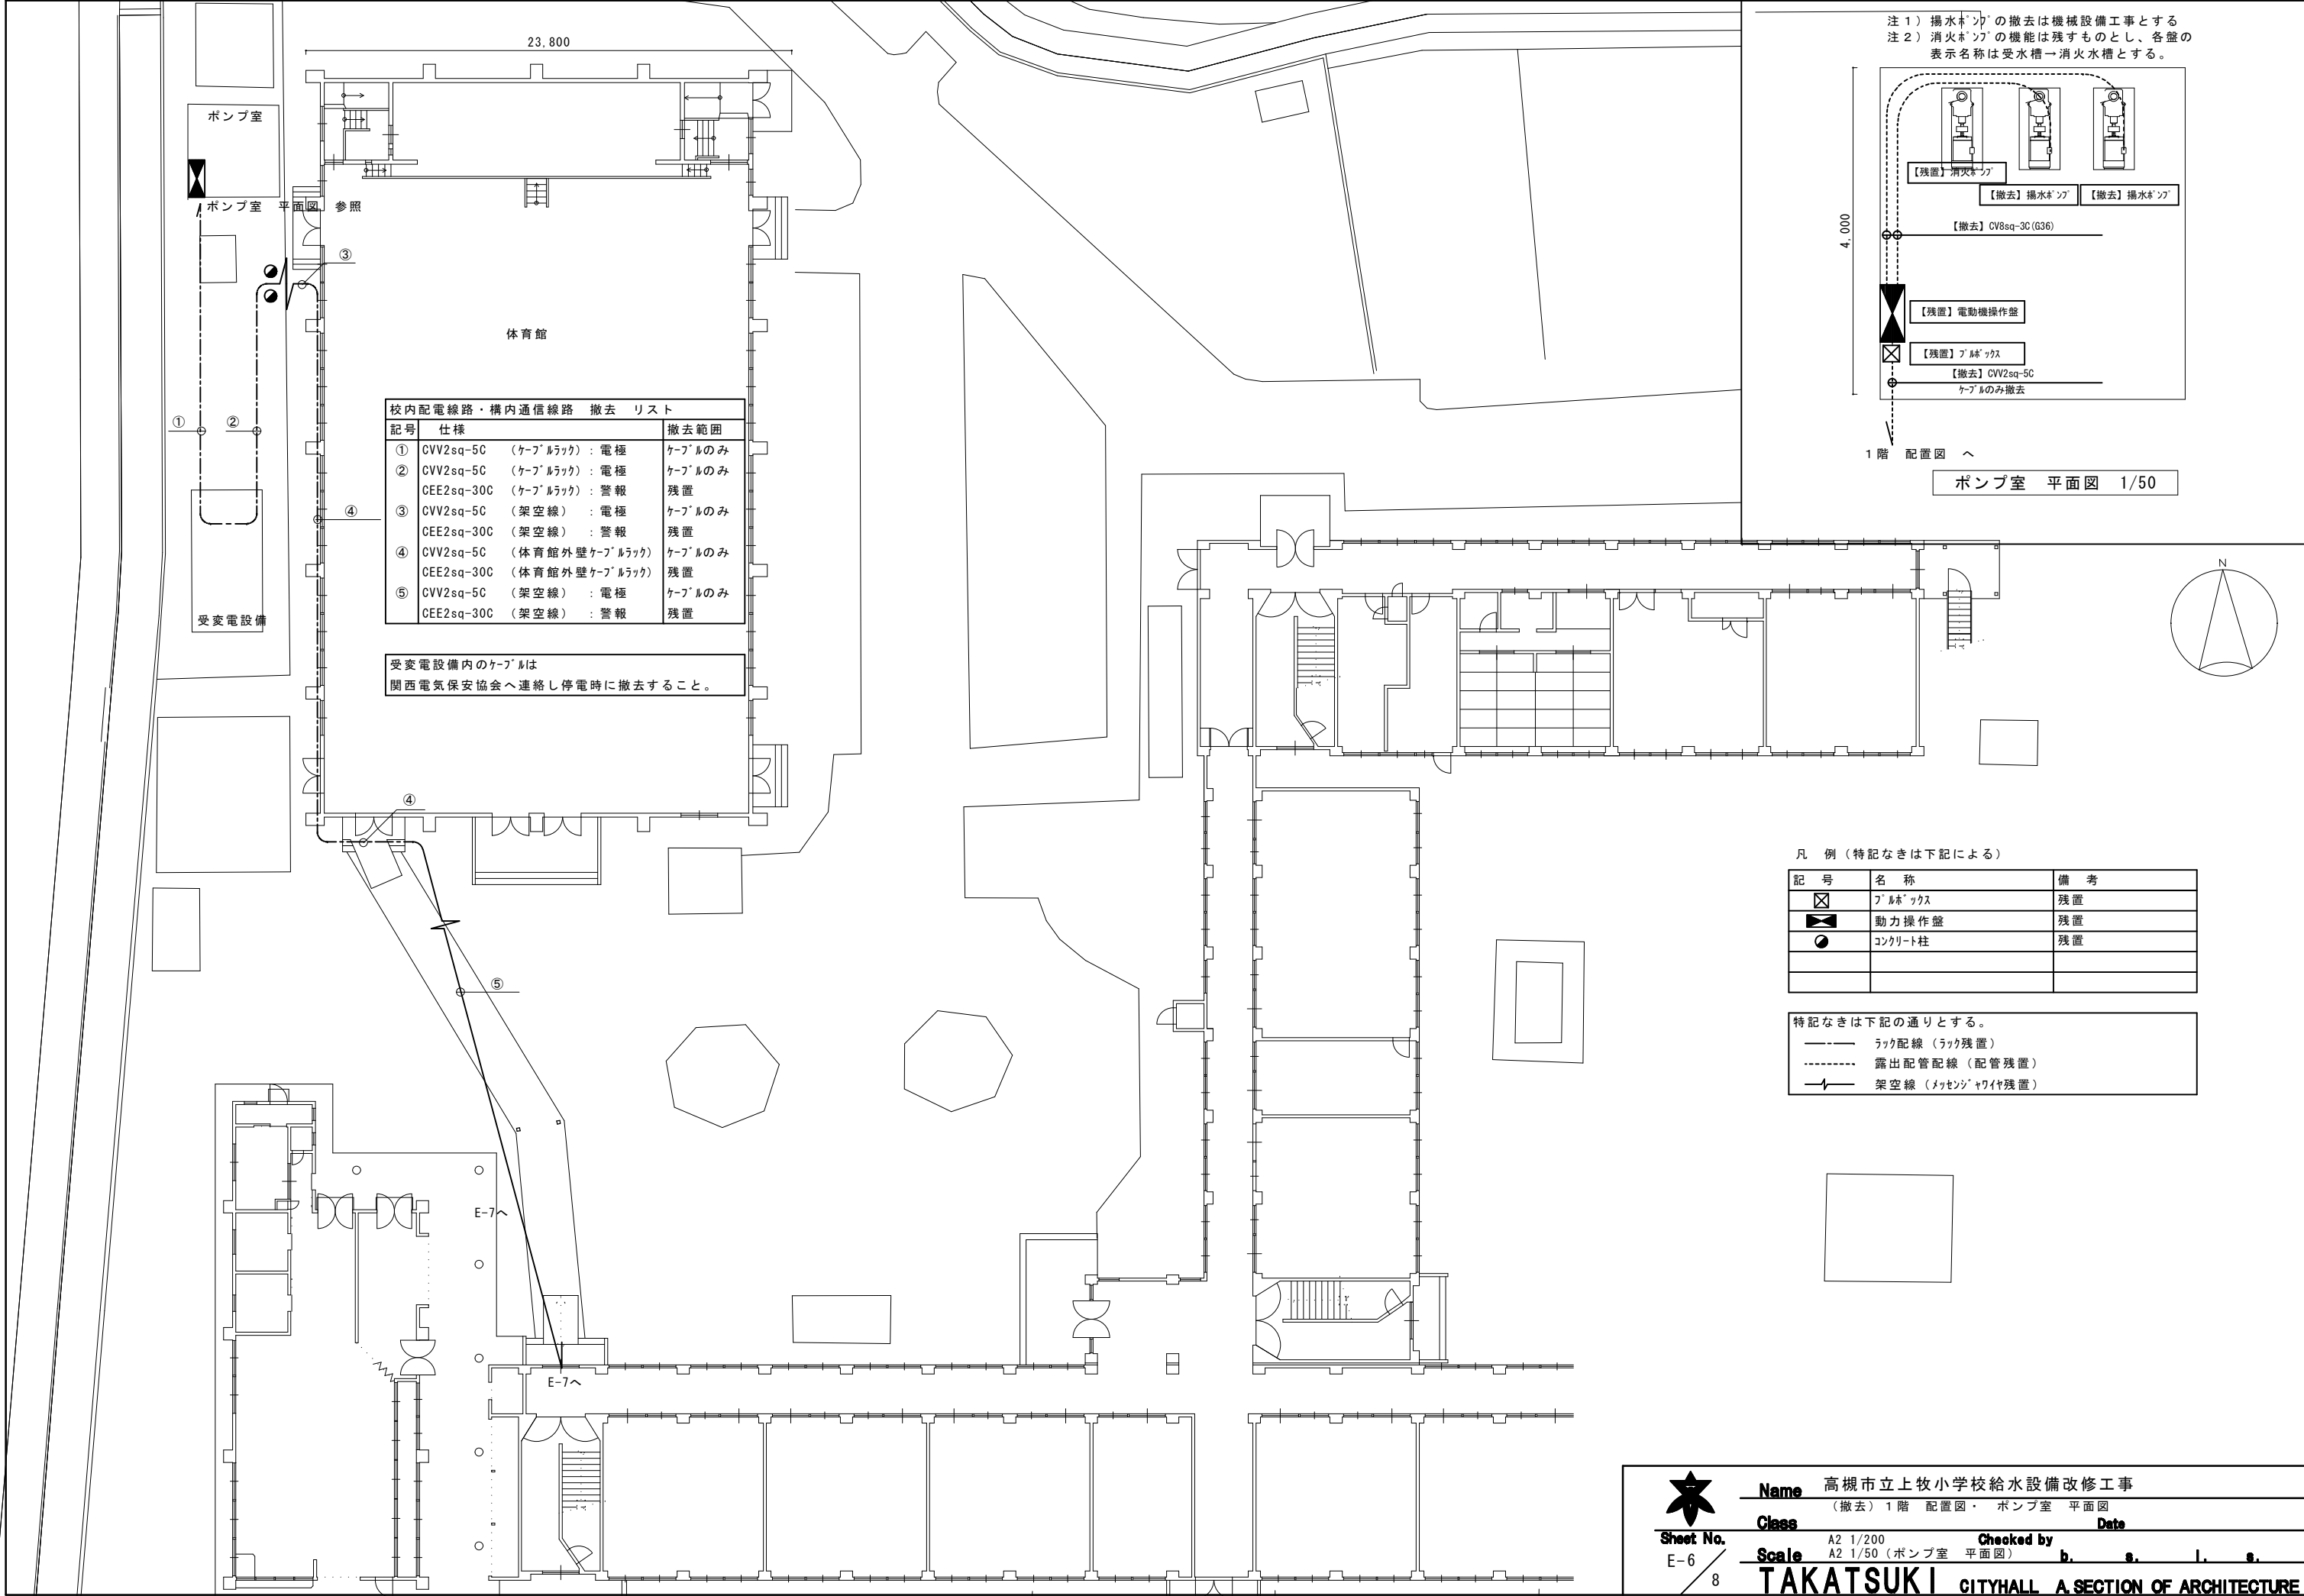 23,800
ポンプ室
ポンプ室　平面図　参照
③
体育館
①
②
④
校内配電線路・構内通信線路　撤去　リスト
記号　仕様　撤去範囲
①　CVV2sq-5C　（ｹｰﾌﾞﾙﾗｯｸ）：電極　ｹｰﾌﾞﾙのみ
②　CVV2sq-5C　（ｹｰﾌﾞﾙﾗｯｸ）：電極　ｹｰﾌﾞﾙのみ
CEE2sq-30C　（ｹｰﾌﾞﾙﾗｯｸ）：警報　残置
③　CVV2sq-5C　（架空線）　：電極　ｹｰﾌﾞﾙのみ
CEE2sq-30C　（架空線）　：警報　残置
④　CVV2sq-5C　（体育館外壁ｹｰﾌﾞﾙﾗｯｸ）　ｹｰﾌﾞﾙのみ
CEE2sq-30C　（体育館外壁ｹｰﾌﾞﾙﾗｯｸ）　残置
⑤　CVV2sq-5C　（架空線）　：電極　ｹｰﾌﾞﾙのみ
CEE2sq-30C　（架空線）　：警報　残置
受変電設備
受変電設備内のｹｰﾌﾞﾙは
関西電気保安協会へ連絡し停電時に撤去すること。
④
⑤
E-7へ
E-7へ
注１）揚水ﾎﾟﾝﾌﾟの撤去は機械設備工事とする
注２）消火ﾎﾟﾝﾌﾟの機能は残すものとし、各盤の
表示名称は受水槽→消火水槽とする。
【残置】消火ﾎﾟﾝﾌﾟ
【撤去】揚水ﾎﾟﾝﾌﾟ
【撤去】揚水ﾎﾟﾝﾌﾟ
4,000
【撤去】CV8sq-3C(G36)
【残置】電動機操作盤
【残置】ﾌﾟﾙﾎﾞｯｸｽ
【撤去】CVV2sq-5C
ｹｰﾌﾞﾙのみ撤去
１階　配置図　へ
ポンプ室　平面図　1/50
N
凡　例（特記なきは下記による）
記　号　名　称　備　考
ﾌﾟﾙﾎﾞｯｸｽ　残置
動力操作盤　残置
ｺﾝｸﾘｰﾄ柱　残置
特記なきは下記の通りとする。
ﾗｯｸ配線（ﾗｯｸ残置）
露出配管配線（配管残置）
架空線（ﾒｯｾﾝｼﾞｬﾜｲﾔ残置）
Name　高槻市立上牧小学校給水設備改修工事
（撤去）１階　配置図・　ポンプ室　平面図
Class　Date
Sheet No.　A2 1/200　Checked by
E-6/8　Scale　A2 1/50（ポンプ室　平面図）　b.　s.　l.　s.
TAKATSUKI CITYHALL A.SECTION OF ARCHITECTURE